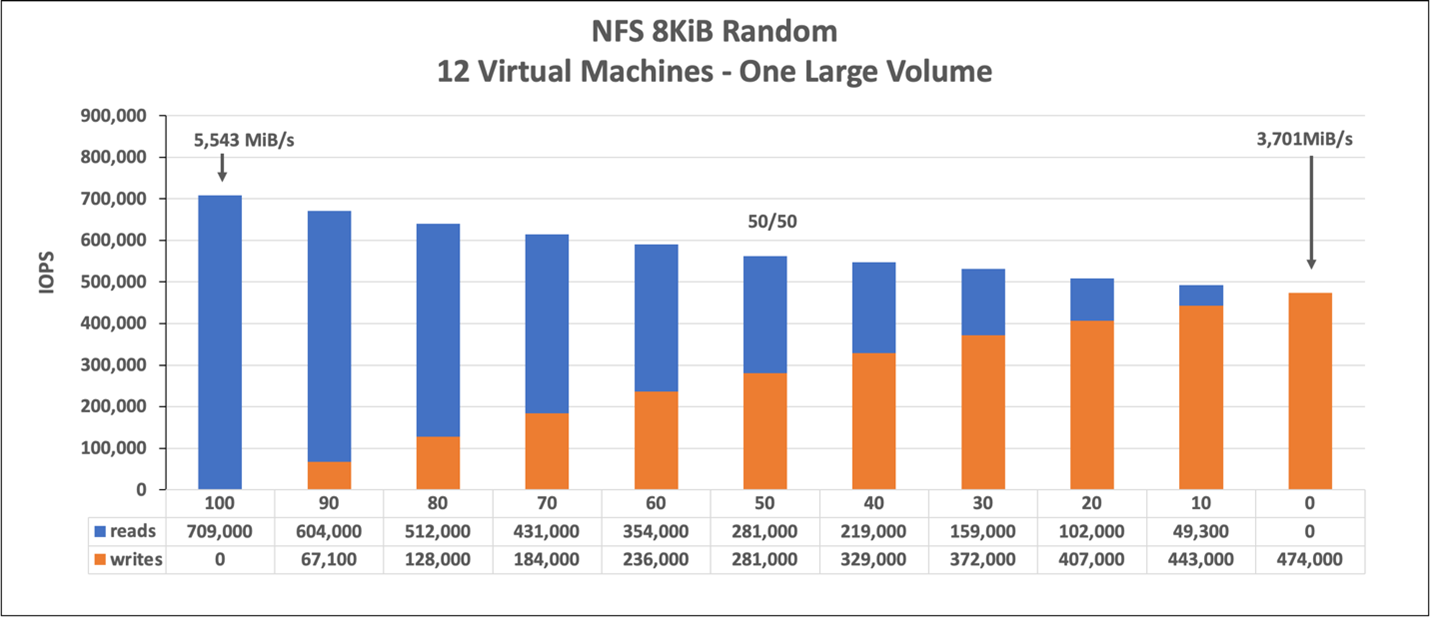 NFS 8KiB Random
12 Virtual Machines - One Large Volume
900,000
5,543 MiB/s
3,701MiB/s
800,000
700,000
50/50
600,000
500,000
400,000
300,000
200,000
100,000
0
IOPS
100 90 80 70 60 50 40 30 20 10 0
reads 709,000 604,000 512,000 431,000 354,000 281,000 219,000 159,000 102,000 49,300 0
writes 0 67,100 128,000 184,000 236,000 281,000 329,000 372,000 407,000 443,000 474,000